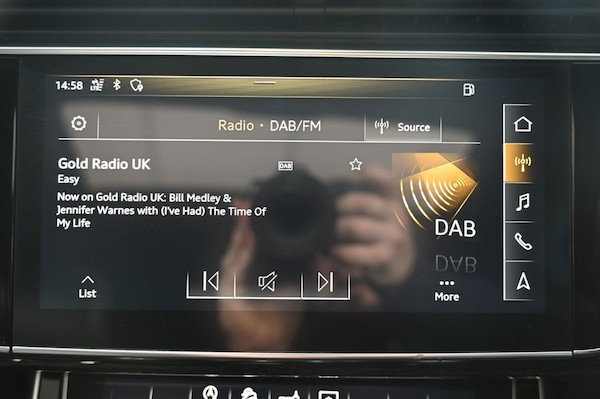 14:58 LTE
Radio · DAB/FM
Source
Gold Radio UK
DAB
Easy
Now on Gold Radio UK: Bill Medley &
Jennifer Warnes with (I've Had) The Time Of
My Life
DAB
List
More